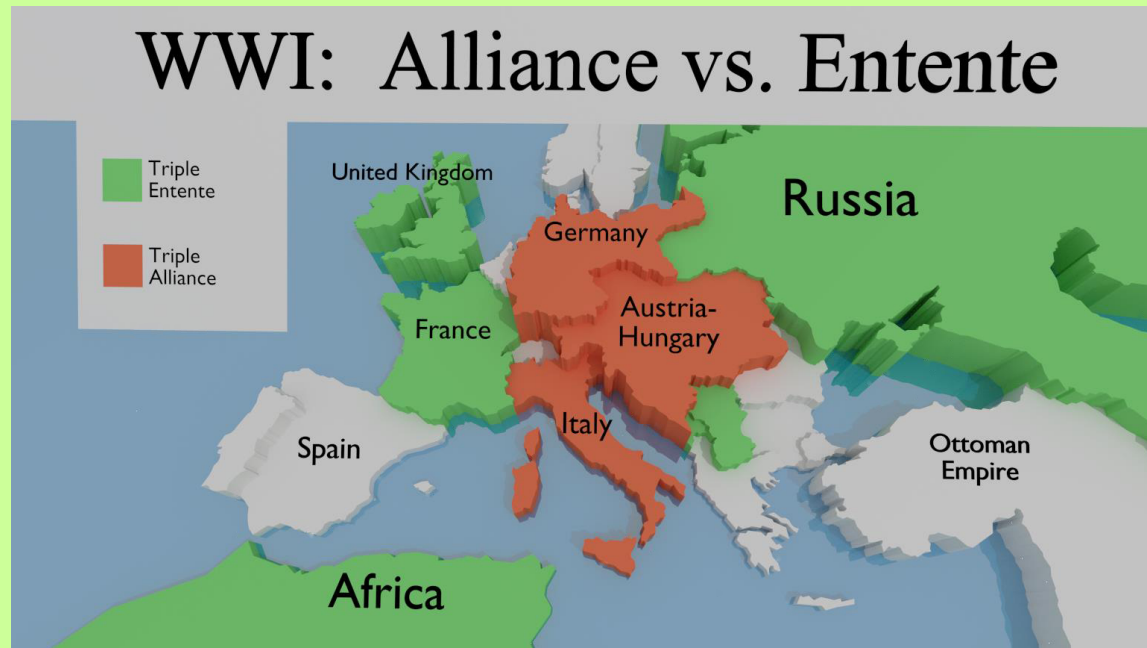 WWI: Alliance vs. Entente
Triple
Entente
Triple
Alliance
United Kingdom
Russia
Germany
Austria-
Hungary
France
Italy
Spain
Ottoman
Empire
Africa